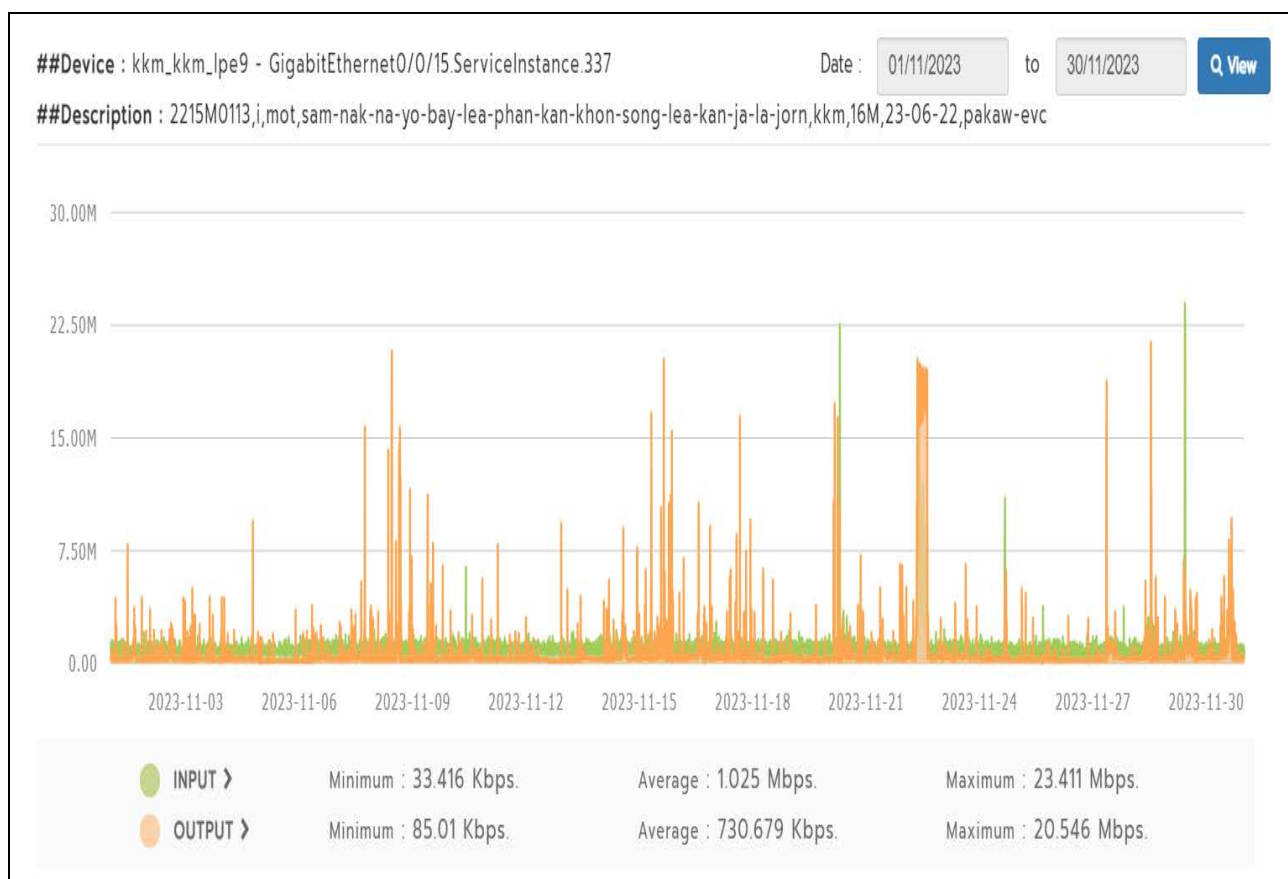 ##Device : kkm_kkm_lpe9 - GigabitEthernet0/0/15.ServiceInstance.337 Date : 01/11/2023 to 30/11/2023 View
##Description : 2215M0113,i,mot,sam-nak-na-yo-bay-lea-phan-kan-khon-song-lea-kan-ja-la-jorn,kkm,16M,23-06-22,pakaw-evc
30.00M
22.50M
15.00M
7.50M
0.00
2023-11-03 2023-11-06 2023-11-09 2023-11-12 2023-11-15 2023-11-18 2023-11-21 2023-11-24 2023-11-27 2023-11-30
INPUT ❯ Minimum : 33.416 Kbps. Average : 1.025 Mbps. Maximum : 23.411 Mbps.
OUTPUT ❯ Minimum : 85.01 Kbps. Average : 730.679 Kbps. Maximum : 20.546 Mbps.